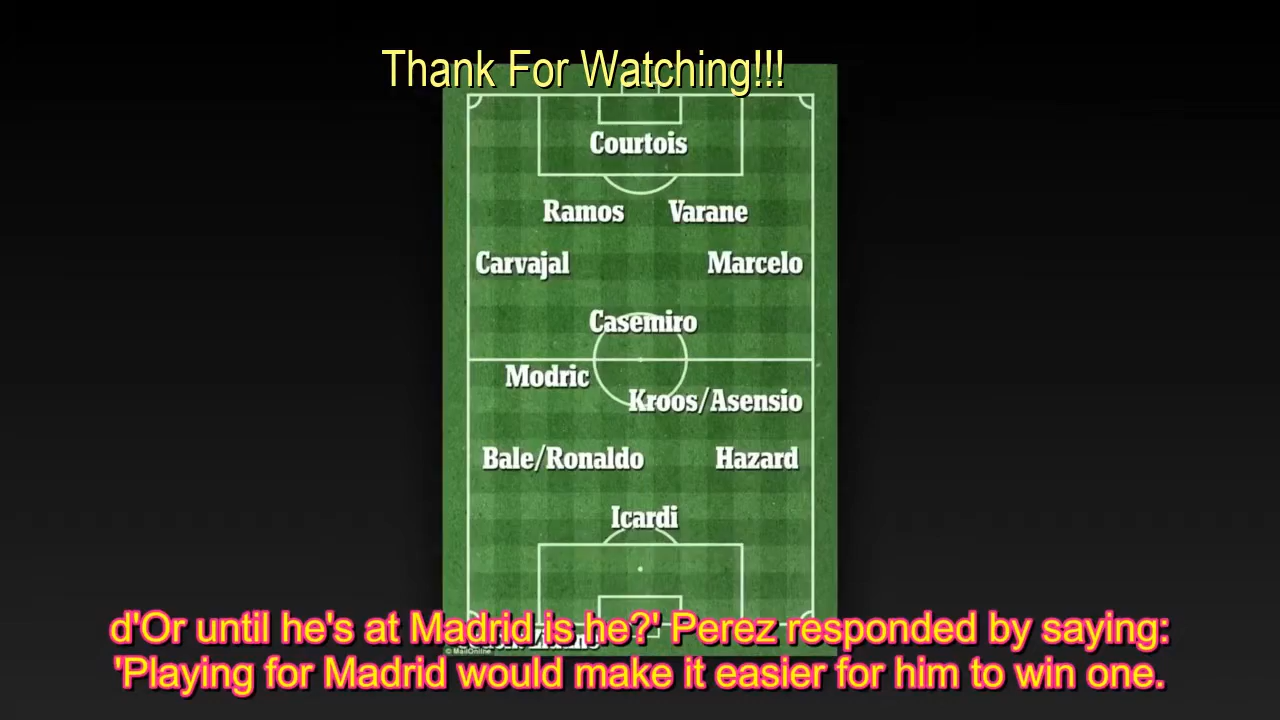 Thank For Watching!!!
Courtois
Ramos Varane
Carvajal Marcelo
Casemiro
Modric
Kroos/Asensio
Bale/Ronaldo Hazard
Icardi
d'Or until he's at Madrid is he?' Perez responded by saying:
© MailOnline
'Playing for Madrid would make it easier for him to win one.